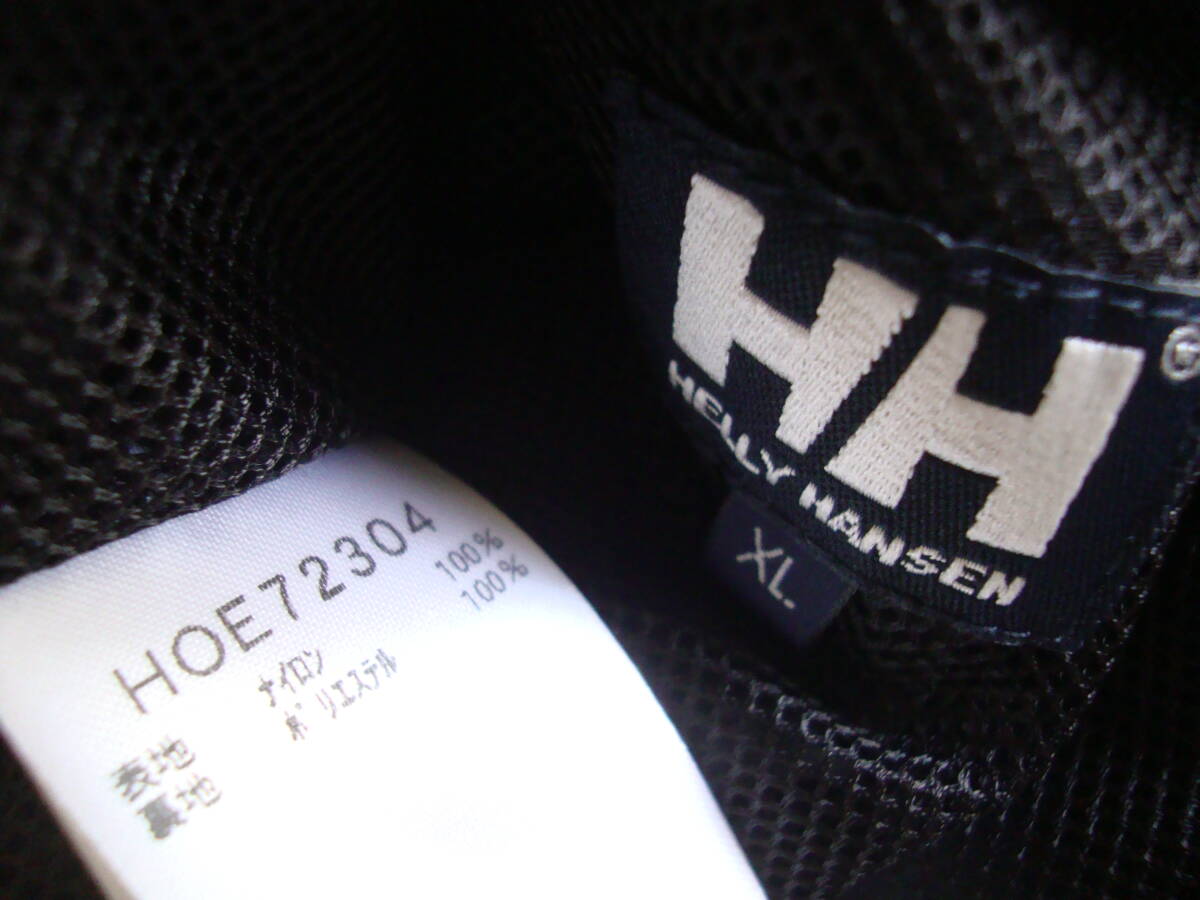 HOE72304
表地 ナイロン 100%
裏地 ポリエステル 100%
HH
HELLY HANSEN
XL